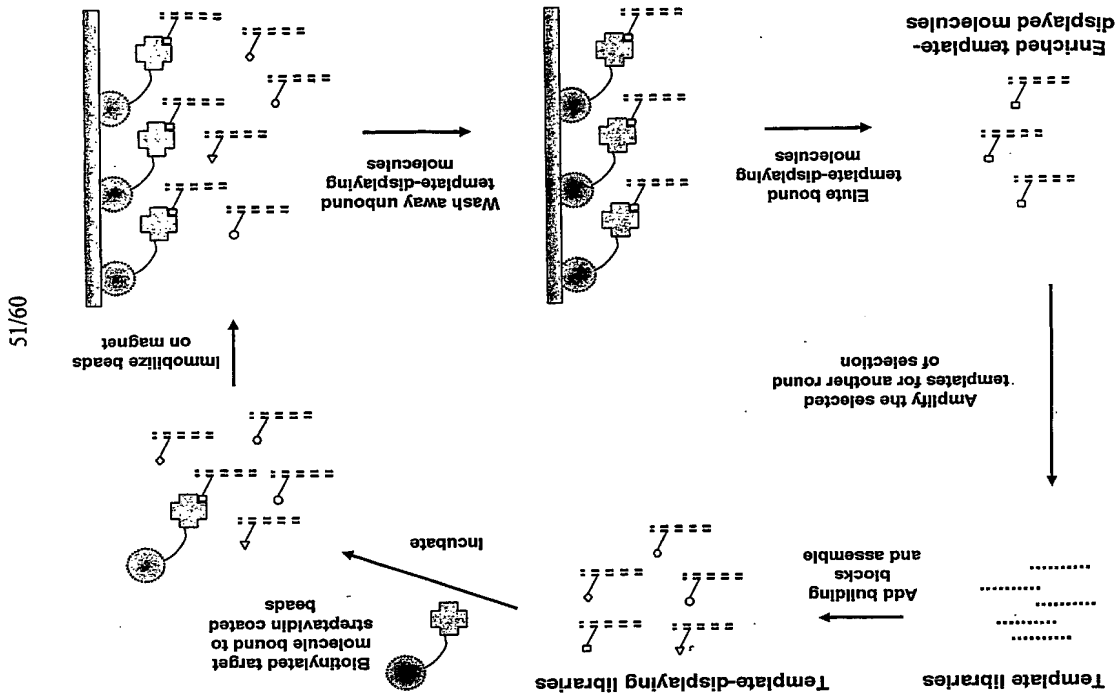 51/60
Template libraries
Template-displaying libraries
Add building
blocks
and assemble
Biotinylated target
molecule bound to
streptavidin coated
beads
Incubate
Immobilize beads
on magnet
Wash away unbound
template-displaying
molecules
Elute bound
template-displaying
molecules
Enriched template-
displayed molecules
Amplify the selected
templates for another round
of selection